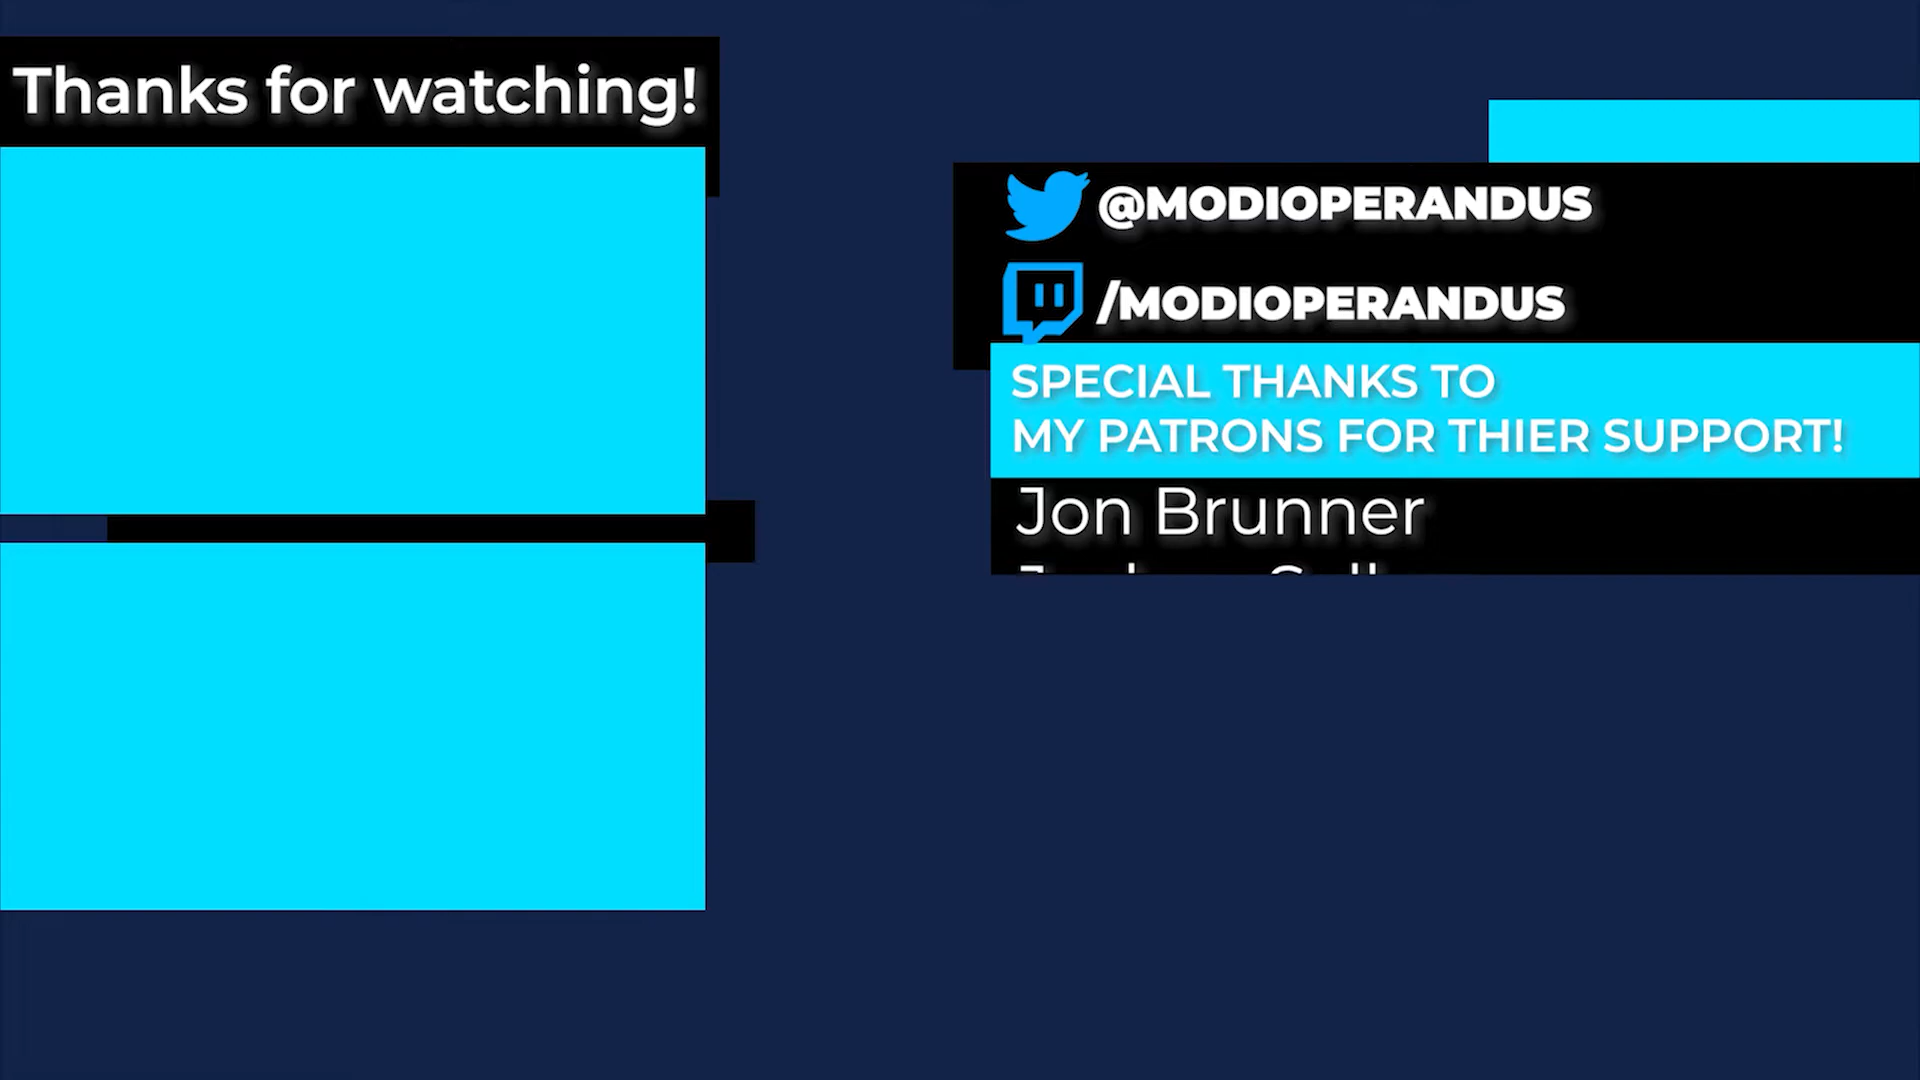 Thanks for watching!
@MODIOPERANDUS
/MODIOPERANDUS
SPECIAL THANKS TO
MY PATRONS FOR THIER SUPPORT!
Jon Brunner